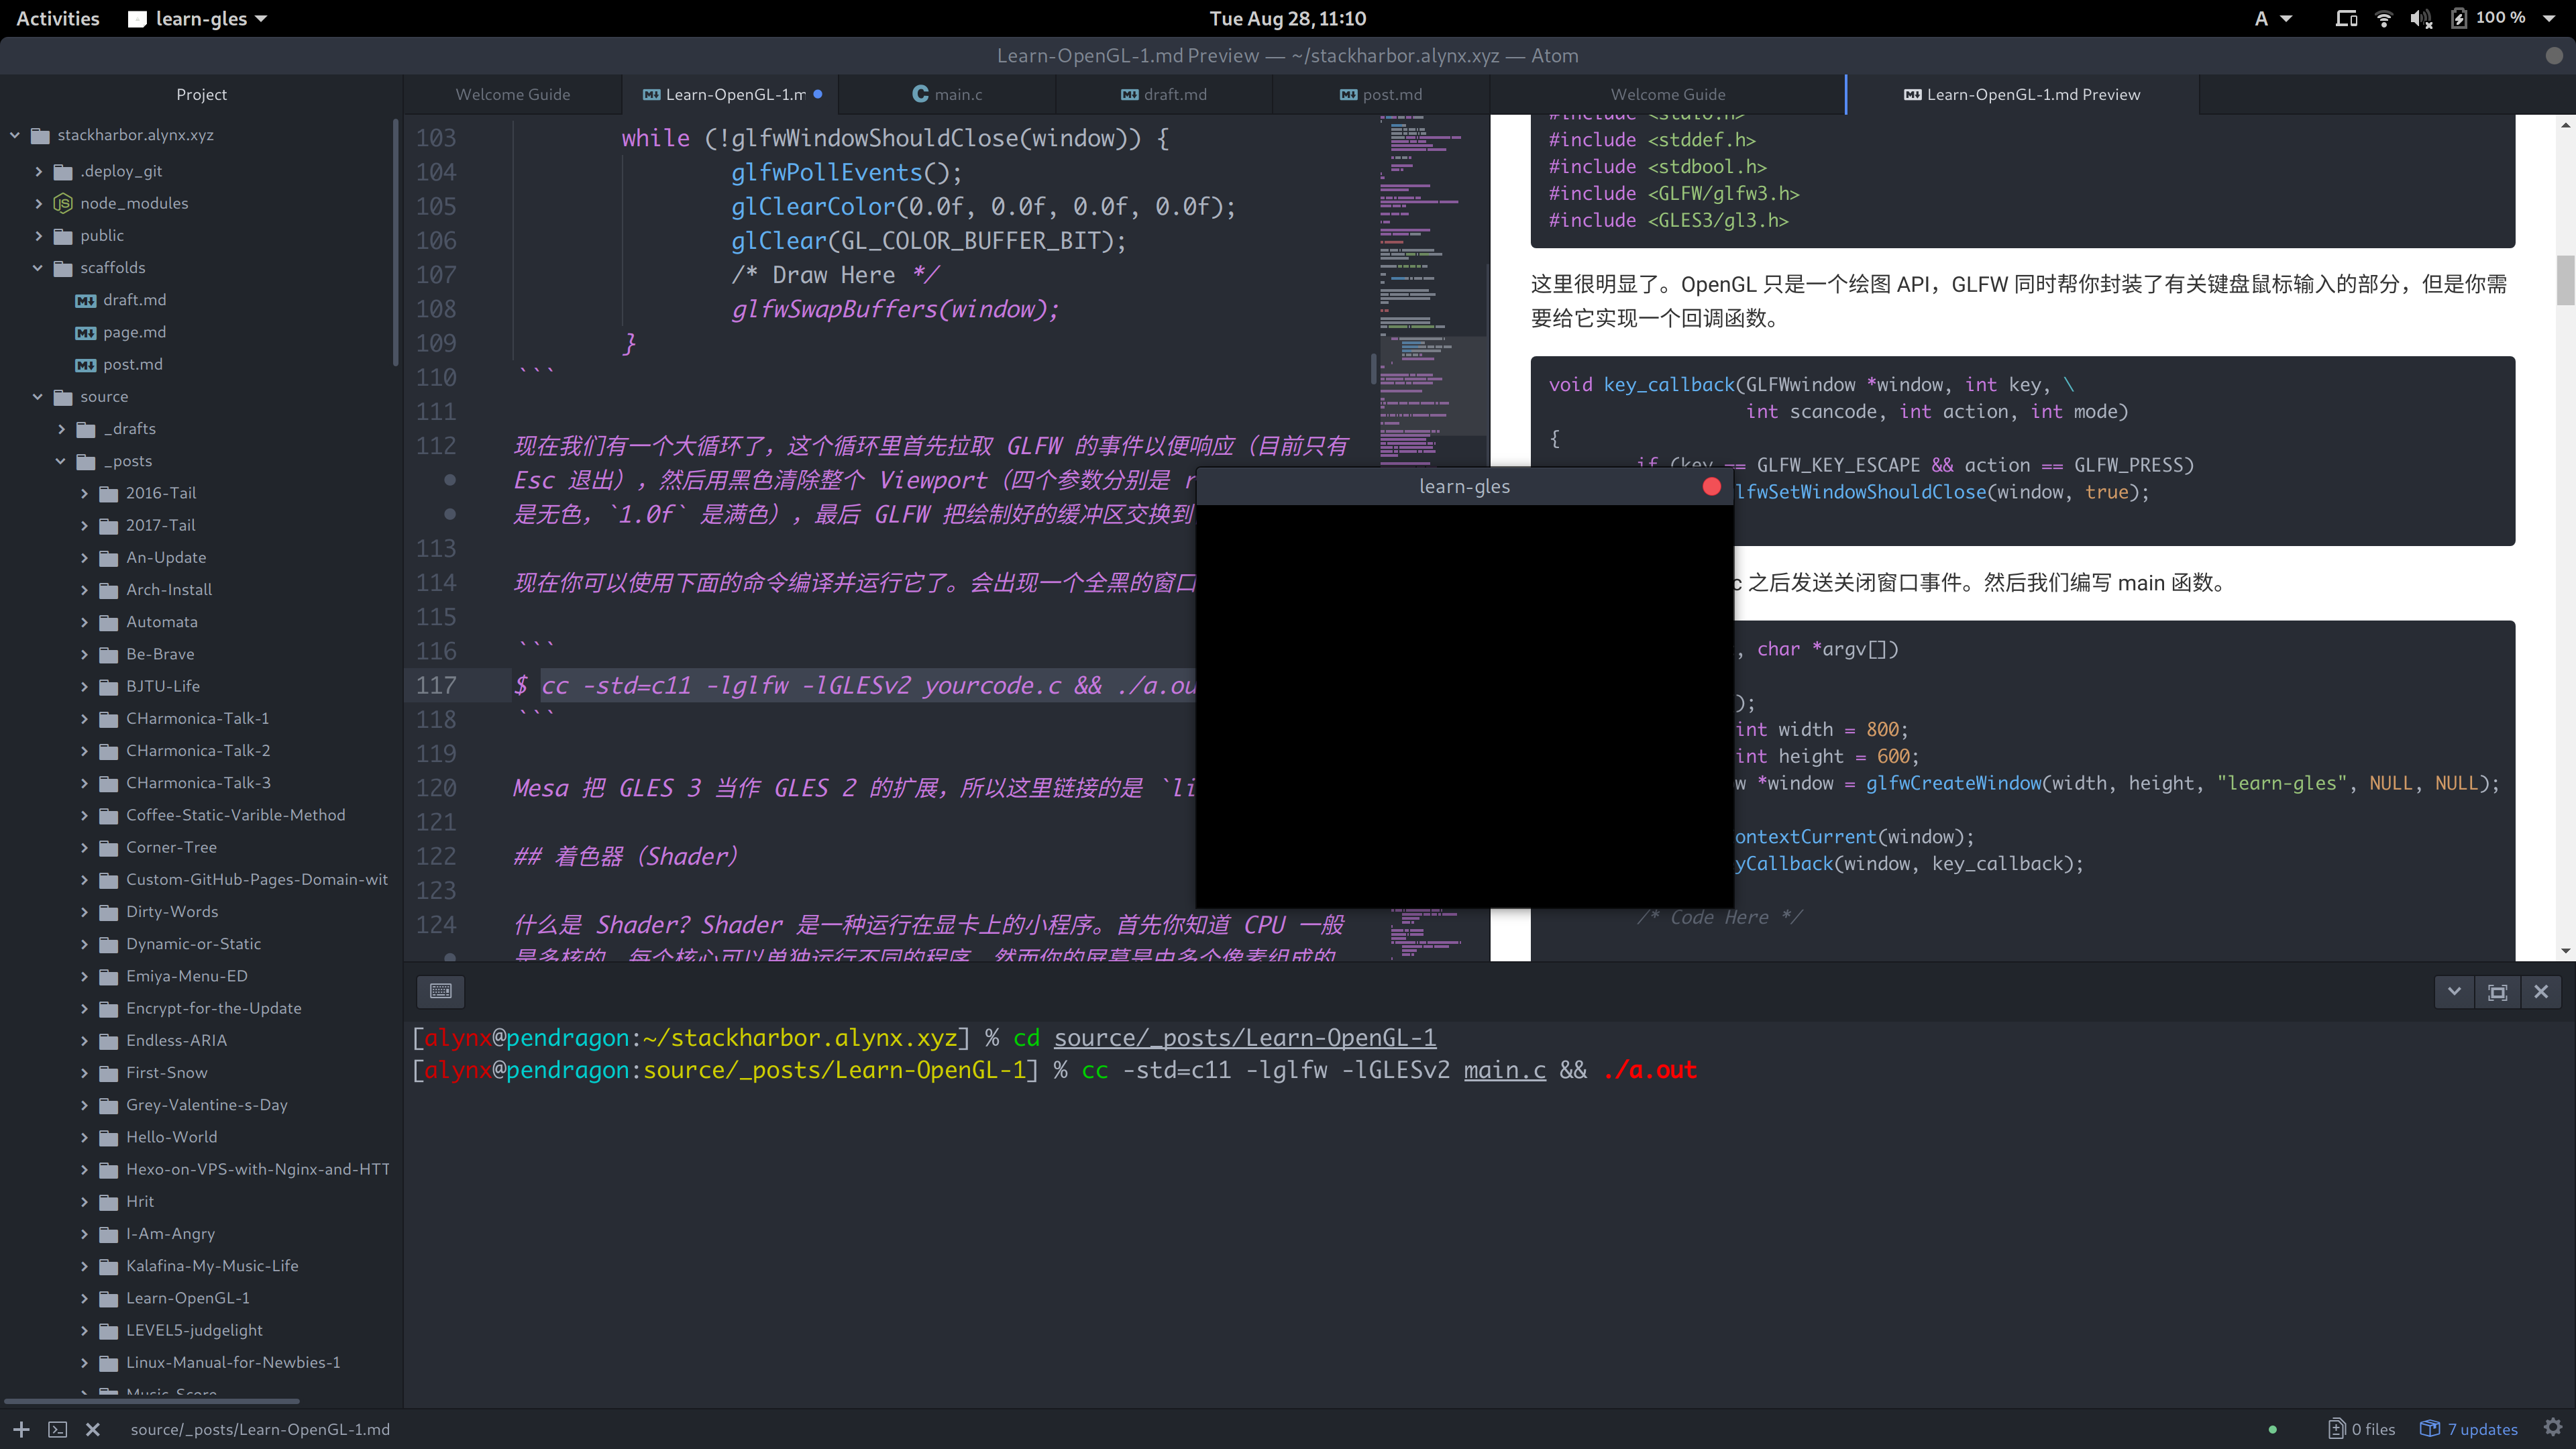 Activities learn-gles Tue Aug 28, 11:10 A 100 %
Learn-OpenGL-1.md Preview — ~/stackharbor.alynx.xyz — Atom
Project
stackharbor.alynx.xyz
.deploy_git
node_modules
public
scaffolds
draft.md
page.md
post.md
source
_drafts
_posts
2016-Tail
2017-Tail
An-Update
Arch-Install
Automata
Be-Brave
BJTU-Life
CHarmonica-Talk-1
CHarmonica-Talk-2
CHarmonica-Talk-3
Coffee-Static-Varible-Method
Corner-Tree
Custom-GitHub-Pages-Domain-wit
Dirty-Words
Dynamic-or-Static
Emiya-Menu-ED
Encrypt-for-the-Update
Endless-ARIA
First-Snow
Grey-Valentine-s-Day
Hello-World
Hexo-on-VPS-with-Nginx-and-HTT
Hrit
I-Am-Angry
Kalafina-My-Music-Life
Learn-OpenGL-1
LEVEL5-judgelight
Linux-Manual-for-Newbies-1
Music-Score
Welcome Guide Learn-OpenGL-1.m main.c draft.md post.md
103 while (!glfwWindowShouldClose(window)) {
104 glfwPollEvents();
105 glClearColor(0.0f, 0.0f, 0.0f, 0.0f);
106 glClear(GL_COLOR_BUFFER_BIT);
107 /* Draw Here */
108 glfwSwapBuffers(window);
109 }
110 ```
111
112 现在我们有一个大循环了，这个循环里首先拉取 GLFW 的事件以便响应（目前只有
Esc 退出），然后用黑色清除整个 Viewport（四个参数分别是 r
是无色，`1.0f` 是满色），最后 GLFW 把绘制好的缓冲区交换到
113
114 现在你可以使用下面的命令编译并运行它了。会出现一个全黑的窗口
115
116 ```
117 $ cc -std=c11 -lglfw -lGLESv2 yourcode.c && ./a.ou
118 ```
119
120 Mesa 把 GLES 3 当作 GLES 2 的扩展，所以这里链接的是 `li
121
122 ## 着色器（Shader）
123
124 什么是 Shader？Shader 是一种运行在显卡上的小程序。首先你知道 CPU 一般
是多核的，每个核心可以单独运行不同的程序，然而你的屏幕是由多个像素组成的
Welcome Guide Learn-OpenGL-1.md Preview
#include <stdio.h>
#include <stddef.h>
#include <stdbool.h>
#include <GLFW/glfw3.h>
#include <GLES3/gl3.h>
这里很明显了。OpenGL 只是一个绘图 API，GLFW 同时帮你封装了有关键盘鼠标输入的部分，但是你需
要给它实现一个回调函数。
void key_callback(GLFWwindow *window, int key, \
int scancode, int action, int mode)
{
if (key == GLFW_KEY_ESCAPE && action == GLFW_PRESS)
lfwSetWindowShouldClose(window, true);
c 之后发送关闭窗口事件。然后我们编写 main 函数。
, char *argv[])
);
int width = 800;
int height = 600;
w *window = glfwCreateWindow(width, height, "learn-gles", NULL, NULL);
ontextCurrent(window);
yCallback(window, key_callback);
/* Code Here */
learn-gles
[alynx@pendragon:~/stackharbor.alynx.xyz] % cd source/_posts/Learn-OpenGL-1
[alynx@pendragon:source/_posts/Learn-OpenGL-1] % cc -std=c11 -lglfw -lGLESv2 main.c && ./a.out
source/_posts/Learn-OpenGL-1.md 0 files 7 updates